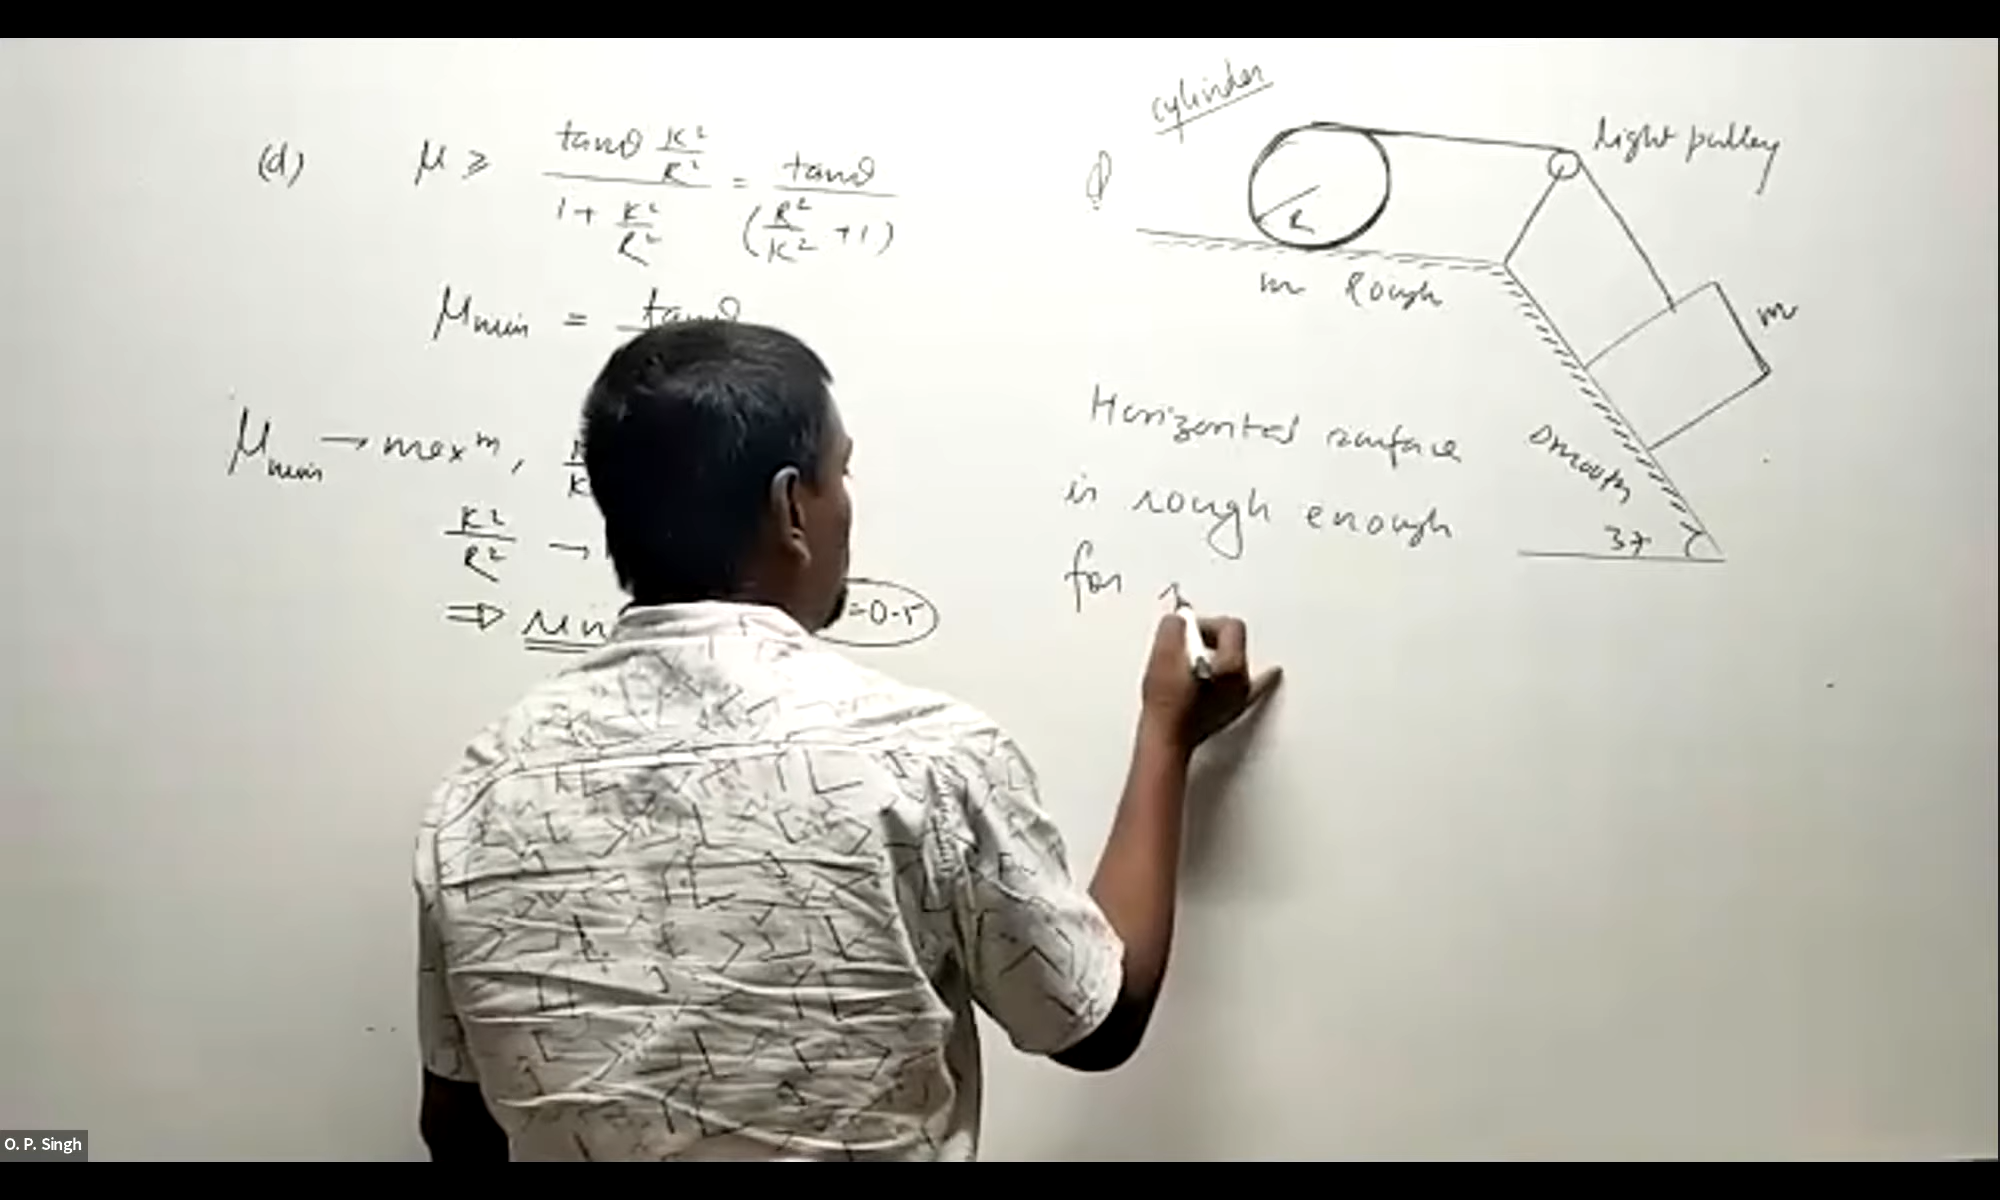 (d) μ ≥ tanθ K²/R² / 1 + K²/R² = tanθ / (R²/K² + 1)
μmin = tanθ
μmin → maxᵐ,
K²/R² →
⇒ = 0.5
cylinder
light pulley
R
m Rough
m
Horizontal surface
is rough enough
for
smooth
37
O. P. Singh